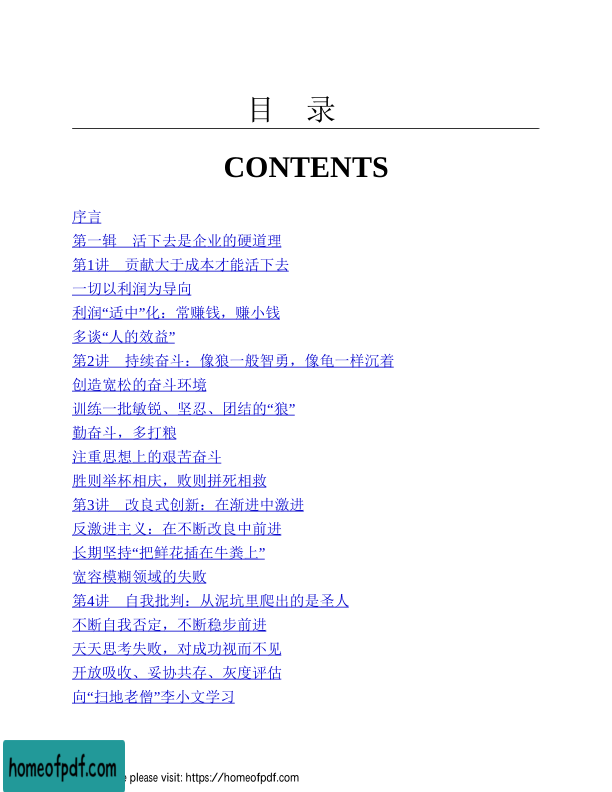 目 录
CONTENTS
序言
第一辑 活下去是企业的硬道理
第1讲 贡献大于成本才能活下去
一切以利润为导向
利润“适中”化：常赚钱，赚小钱
多谈“人的效益”
第2讲 持续奋斗：像狼一般智勇，像龟一样沉着
创造宽松的奋斗环境
训练一批敏锐、坚忍、团结的“狼”
勤奋斗，多打粮
注重思想上的艰苦奋斗
胜则举杯相庆，败则拼死相救
第3讲 改良式创新：在渐进中激进
反激进主义：在不断改良中前进
长期坚持“把鲜花插在牛粪上”
宽容模糊领域的失败
第4讲 自我批判：从泥坑里爬出的是圣人
不断自我否定，不断稳步前进
天天思考失败，对成功视而不见
开放吸收、妥协共存、灰度评估
向“扫地老僧”李小文学习
homeofpdf.com
please visit: https://homeofpdf.com